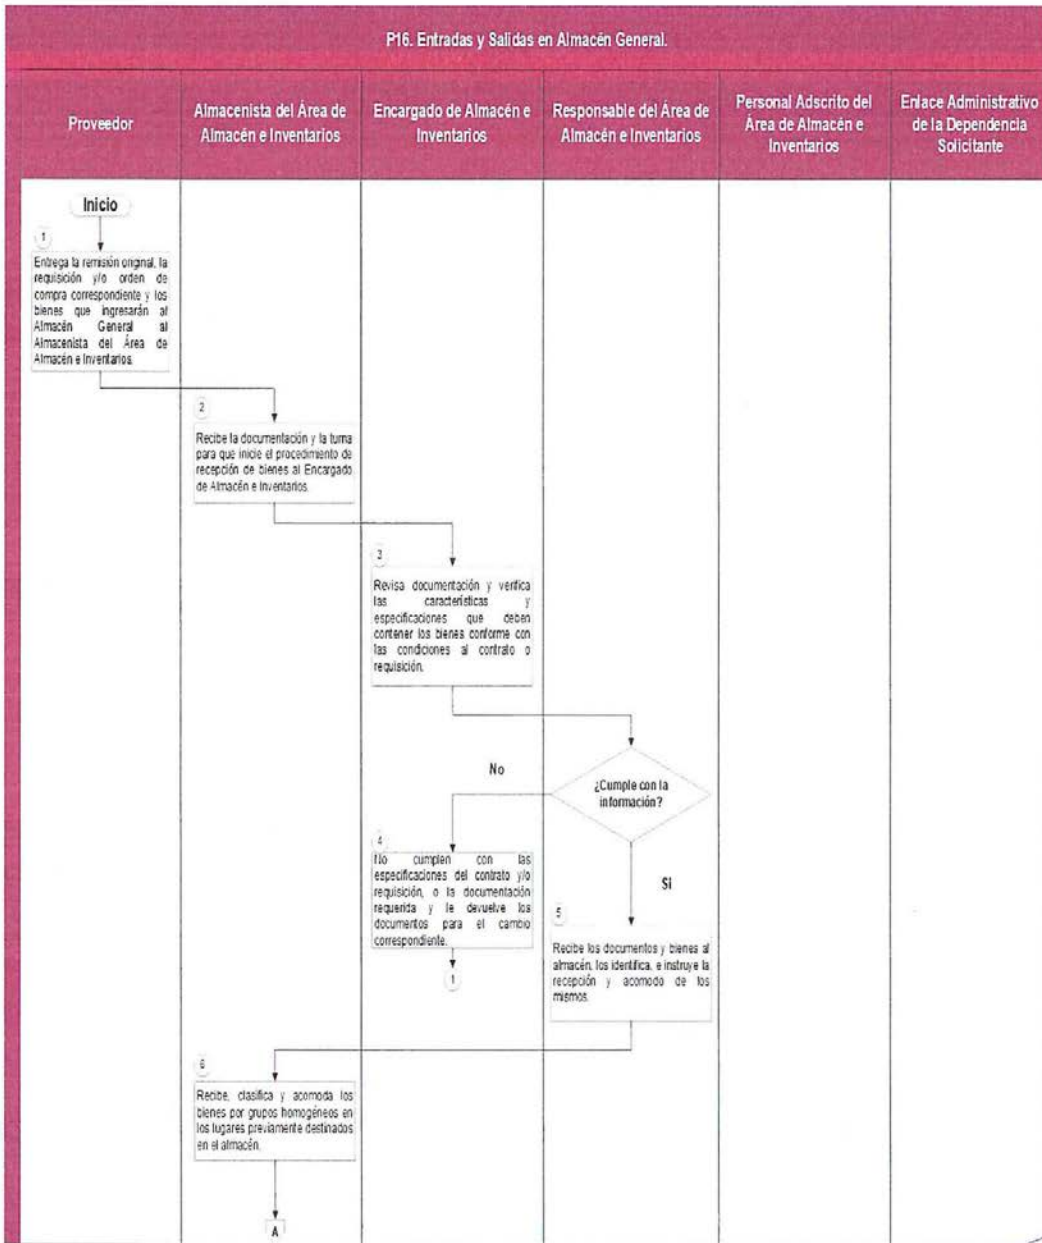 P16. Entradas y Salidas en Almacén General.
Proveedor
Almacenista del Área de
Almacén e Inventarios
Encargado de Almacén e
Inventarios
Responsable del Área de
Almacén e Inventarios
Personal Adscrito del
Área de Almacén e
Inventarios
Enlace Administrativo
de la Dependencia
Solicitante
Inicio
1
Entrega la remisión original, la
requisición y/o orden de
compra correspondiente y los
bienes que ingresarán al
Almacén General al
Almacenista del Área de
Almacén e Inventarios.
2
Recibe la documentación y la turna
para que inicie el procedimiento de
recepción de bienes al Encargado
de Almacén e Inventarios.
3
Revisa documentación y verifica
las características y
especificaciones que deben
contener los bienes conforme con
las condiciones al contrato o
requisición.
¿Cumple con la
información?
No
4
No cumplen con las
especificaciones del contrato y/o
requisición, o la documentación
requerida y le devuelve los
documentos para el cambio
correspondiente.
1
Si
5
Recibe los documentos y bienes al
almacén, los identifica, e instruye la
recepción y acomodo de los
mismos.
6
Recibe, clasifica y acomoda los
bienes por grupos homogéneos en
los lugares previamente destinados
en el almacén.
A